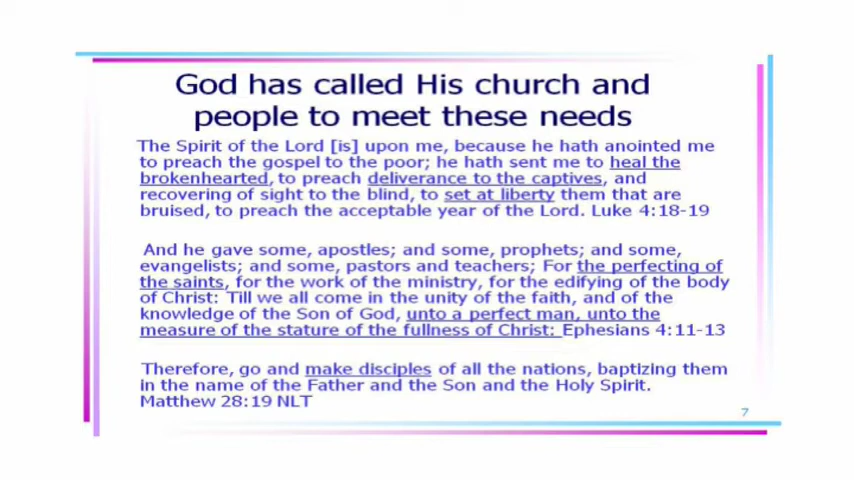 God has called His church and
people to meet these needs
The Spirit of the Lord [is] upon me, because he hath anointed me
to preach the gospel to the poor; he hath sent me to heal the
brokenhearted, to preach deliverance to the captives, and
recovering of sight to the blind, to set at liberty them that are
bruised, to preach the acceptable year of the Lord. Luke 4:18-19
And he gave some, apostles; and some, prophets; and some,
evangelists; and some, pastors and teachers; For the perfecting of
the saints, for the work of the ministry, for the edifying of the body
of Christ: Till we all come in the unity of the faith, and of the
knowledge of the Son of God, unto a perfect man, unto the
measure of the stature of the fullness of Christ: Ephesians 4:11-13
Therefore, go and make disciples of all the nations, baptizing them
in the name of the Father and the Son and the Holy Spirit.
Matthew 28:19 NLT
7